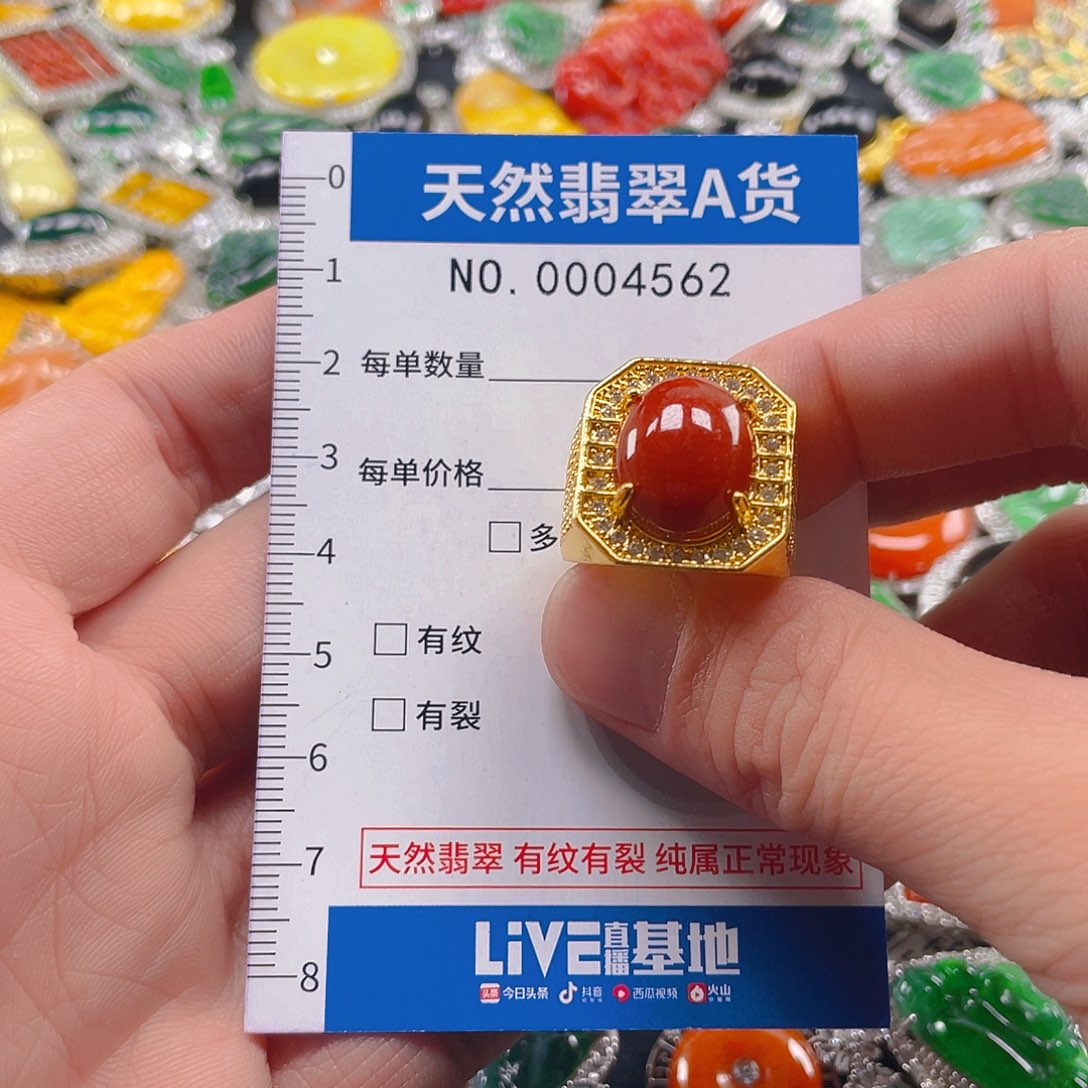 天然翡翠A货
NO. 0004562
0
1
2
3
4
5
6
7
8
每单数量
每单价格
□多
□有纹
□有裂
天然翡翠 有纹有裂 纯属正常现象
LiVE直播基地
头条 今日头条 抖音 西瓜视频 火山